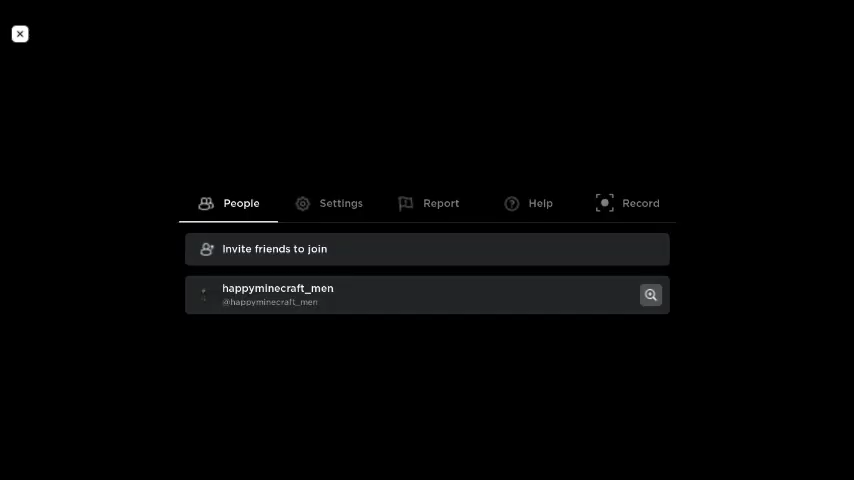 People
Settings
Report
Help
Record
Invite friends to join
happyminecraft_men
@happyminecraft_men